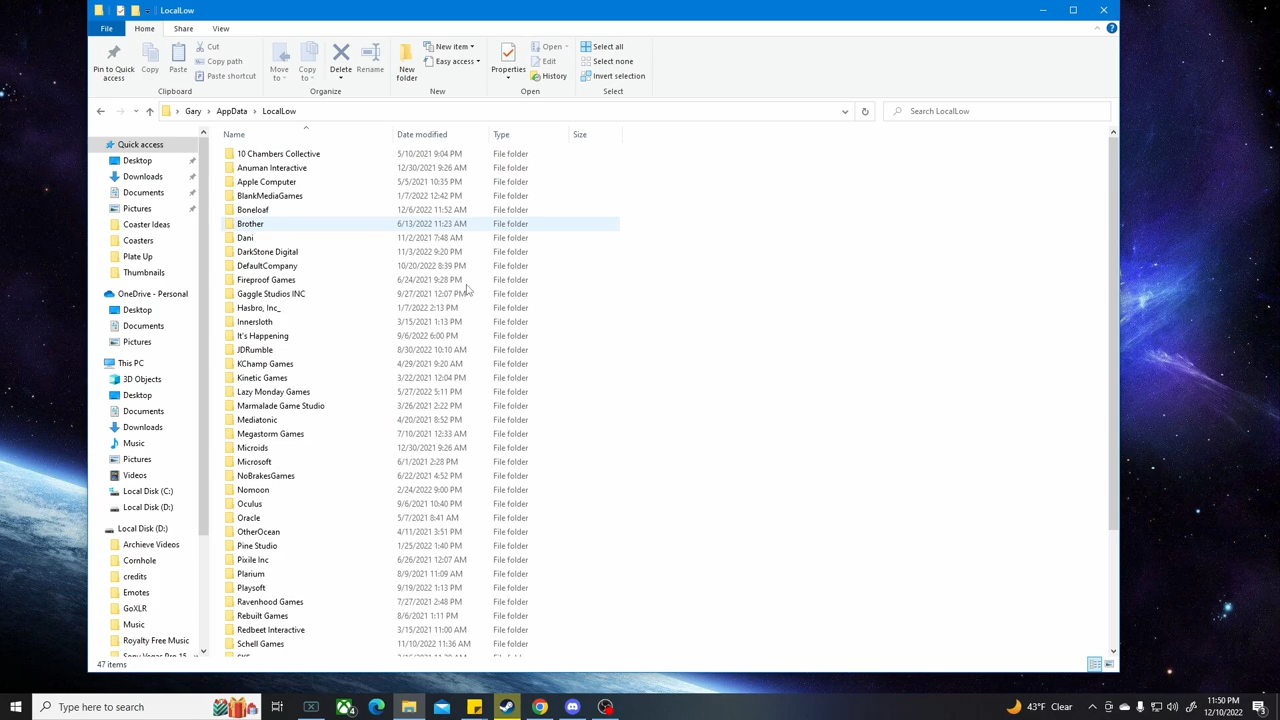 LocalLow
File Home Share View
Pin to Quick access
Copy
Paste
Cut
Copy path
Paste shortcut
Clipboard
Move to
Copy to
Delete
Rename
Organize
New folder
New item
Easy access
New
Properties
Open
Edit
History
Open
Select all
Select none
Invert selection
Select
Gary > AppData > LocalLow
Search LocalLow
Name Date modified Type Size
Quick access
Desktop
Downloads
Documents
Pictures
Coaster Ideas
Coasters
Plate Up
Thumbnails
OneDrive - Personal
Desktop
Documents
Pictures
This PC
3D Objects
Desktop
Documents
Downloads
Music
Pictures
Videos
Local Disk (C:)
Local Disk (D:)
Local Disk (D:)
Archieve Videos
Cornhole
credits
Emotes
GoXLR
Music
Royalty Free Music
Sony Vegas Pro 15
10 Chambers Collective 5/10/2021 9:04 PM File folder
Anuman Interactive 12/30/2021 9:26 AM File folder
Apple Computer 5/5/2021 10:35 PM File folder
BlankMediaGames 1/7/2022 12:42 PM File folder
Boneloaf 12/6/2022 11:52 AM File folder
Brother 6/13/2022 11:23 AM File folder
Dani 11/2/2021 7:48 AM File folder
DarkStone Digital 11/3/2022 9:20 PM File folder
DefaultCompany 10/20/2022 8:39 PM File folder
Fireproof Games 6/24/2021 9:28 PM File folder
Gaggle Studios INC 9/27/2021 12:07 PM File folder
Hasbro, Inc_ 1/7/2022 2:13 PM File folder
Innersloth 3/15/2021 1:13 PM File folder
It's Happening 9/6/2022 6:00 PM File folder
JDRumble 8/30/2022 10:10 AM File folder
KChamp Games 4/29/2021 9:20 AM File folder
Kinetic Games 3/22/2021 12:04 PM File folder
Lazy Monday Games 5/27/2022 5:11 PM File folder
Marmalade Game Studio 3/26/2021 2:22 PM File folder
Mediatonic 4/20/2021 8:52 PM File folder
Megastorm Games 7/10/2021 12:33 AM File folder
Microids 12/30/2021 9:26 AM File folder
Microsoft 6/1/2021 2:28 PM File folder
NoBrakesGames 6/22/2021 4:52 PM File folder
Nomoon 2/24/2022 9:00 PM File folder
Oculus 9/6/2021 10:40 PM File folder
Oracle 5/7/2021 8:41 AM File folder
OtherOcean 4/11/2021 3:51 PM File folder
Pine Studio 1/25/2022 1:40 PM File folder
Pixile Inc 6/26/2021 12:07 AM File folder
Plarium 8/9/2021 11:09 AM File folder
Playsoft 9/19/2022 1:13 PM File folder
Ravenhood Games 7/27/2021 2:48 PM File folder
Rebuilt Games 8/6/2021 1:11 PM File folder
Redbeet Interactive 3/15/2021 11:00 AM File folder
Schell Games 11/10/2022 11:36 AM File folder
47 items
Type here to search
43°F Clear
11:50 PM
12/10/2022